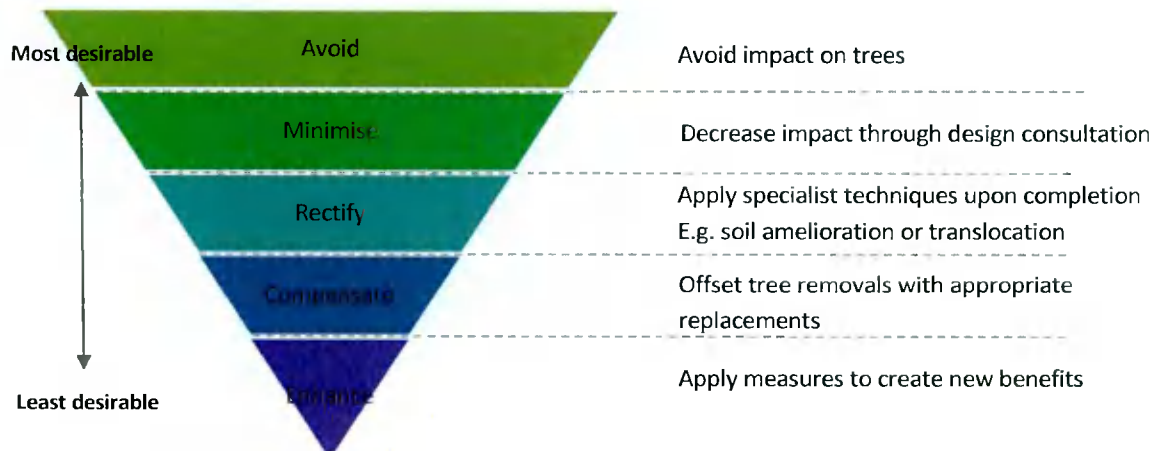 Most desirable
Avoid
Avoid impact on trees
Minimise
Decrease impact through design consultation
Rectify
Apply specialist techniques upon completion
E.g. soil amelioration or translocation
Compensate
Offset tree removals with appropriate
replacements
Enhance
Apply measures to create new benefits
Least desirable